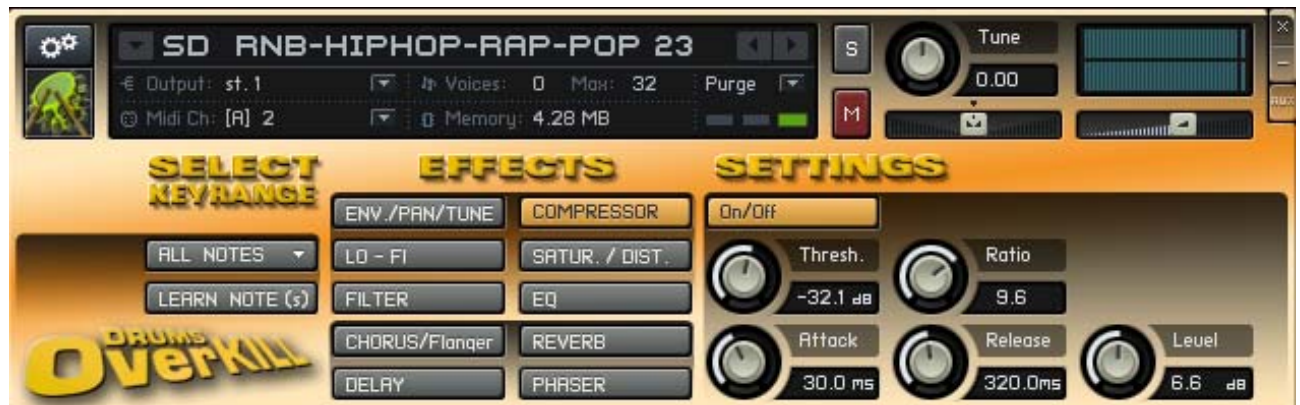 SD RNB-HIPHOP-RAP-POP 23
S
Tune
0.00
Output: st. 1
Voices: 0 Max: 32
Purge
Midi Ch: [A] 2
Memory: 4.28 MB
M
X
AUX
SELECT KEYRANGE
EFFECTS
SETTINGS
ENV./PAN/TUNE
COMPRESSOR
On/Off
ALL NOTES
LO - FI
SATUR. / DIST.
Thresh.
Ratio
LEARN NOTE (s)
FILTER
EQ
-32.1 dB
9.6
DRUMS OverKILL
CHORUS/Flanger
REVERB
Attack
Release
Level
DELAY
PHASER
30.0 ms
320.0ms
6.6 dB